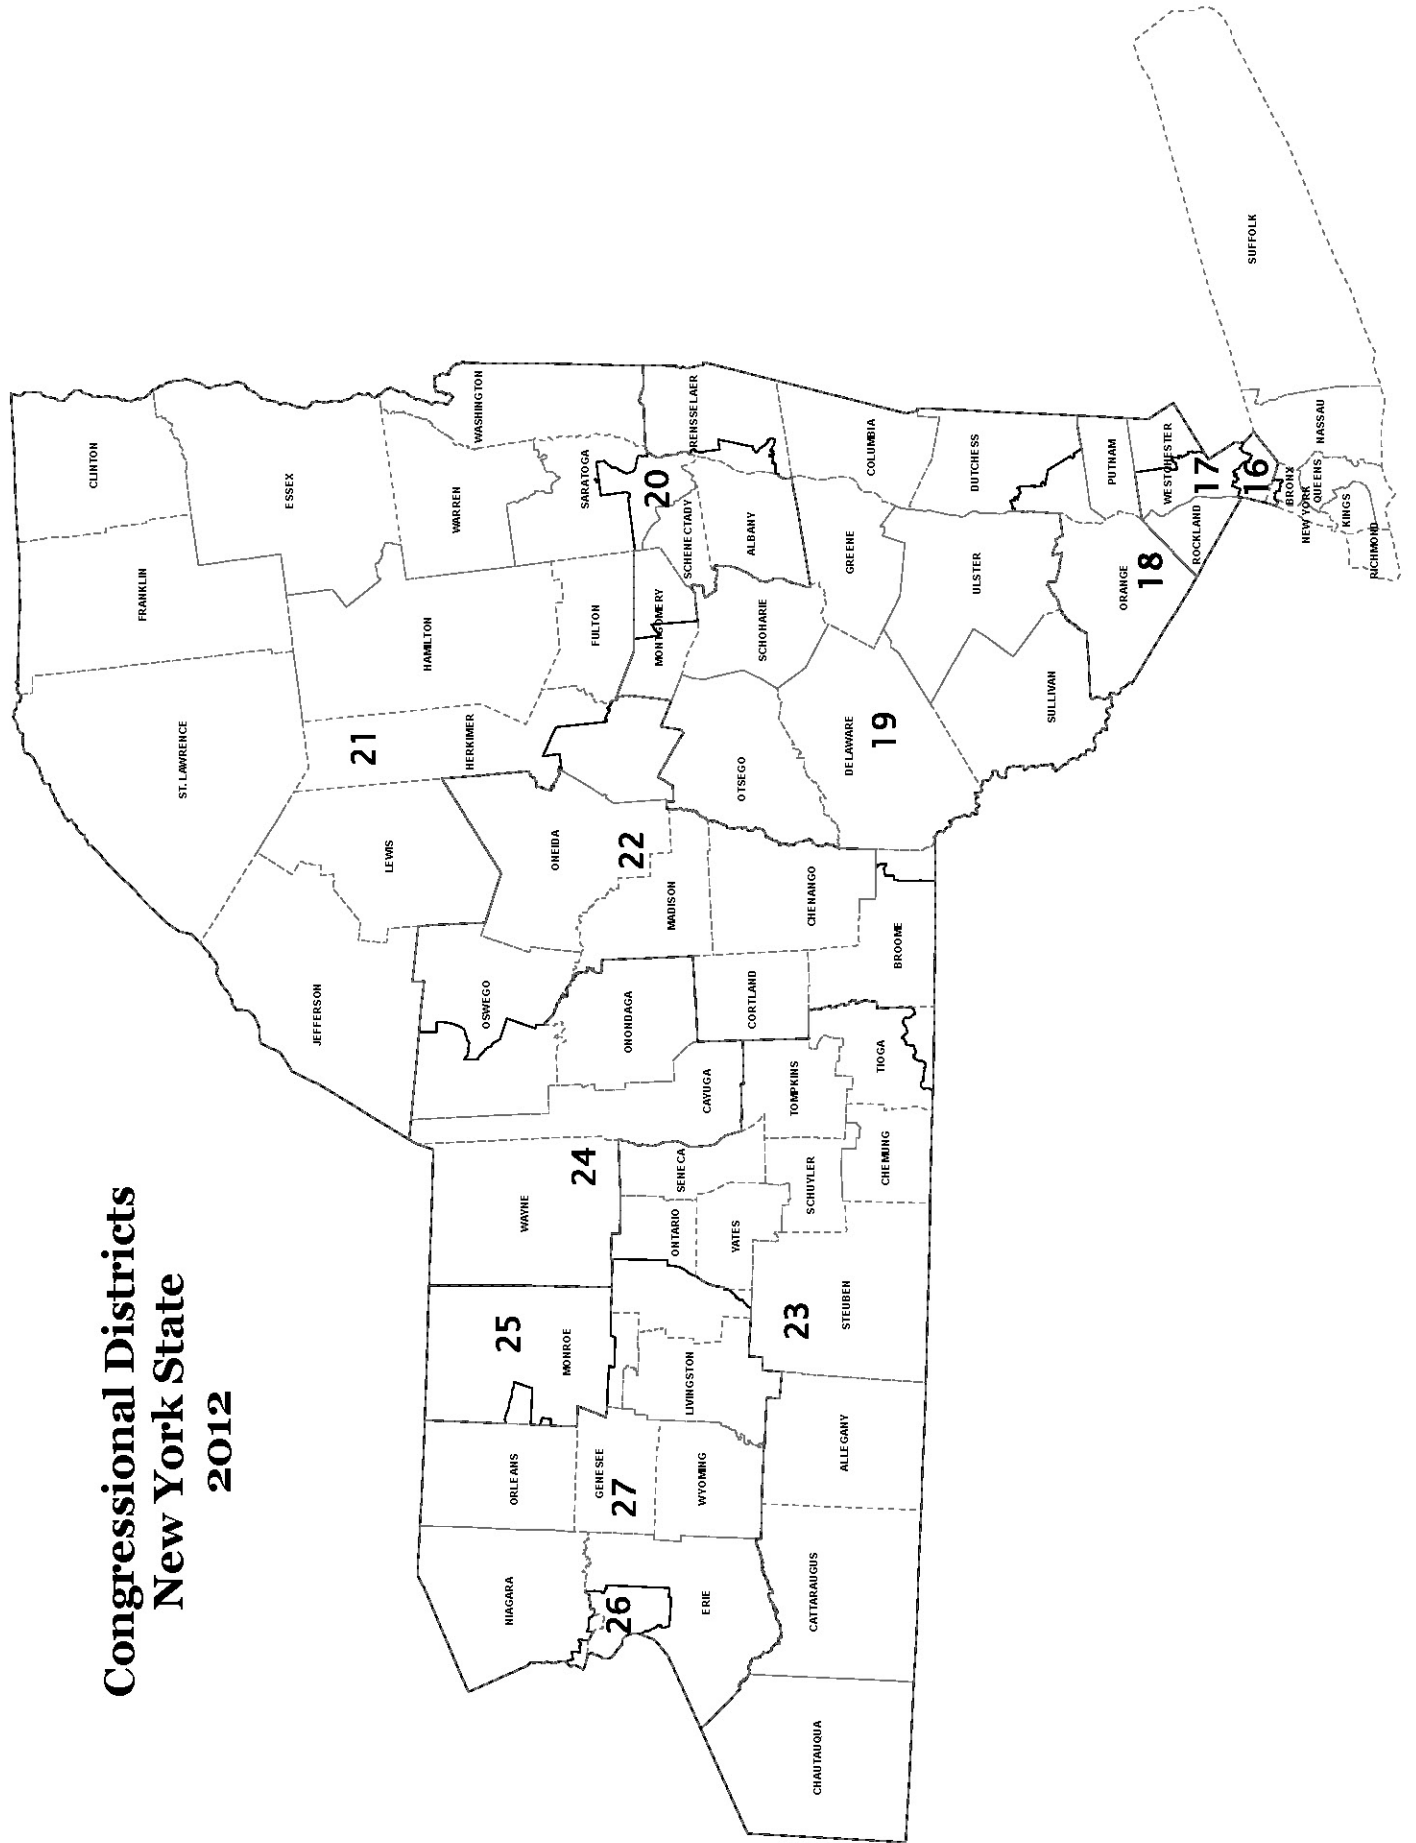 Congressional Districts
New York State
2012
CLINTON
FRANKLIN
ST. LAWRENCE
ESSEX
JEFFERSON
LEWIS
HERKIMER
21
HAMILTON
WARREN
WASHINGTON
OSWEGO
ONEIDA
FULTON
SARATOGA
NIAGARA
ORLEANS
25
MONROE
WAYNE
24
26
GENESEE
27
ONONDAGA
22
MADISON
MONTGOMERY
20
SCHENECTADY
RENSSELAER
ERIE
WYOMING
LIVINGSTON
ONTARIO
SENECA
CAYUGA
YATES
CORTLAND
OTSEGO
SCHOHARIE
ALBANY
CHAUTAUQUA
CATTARAUGUS
ALLEGANY
23
STEUBEN
SCHUYLER
TOMPKINS
CHENANGO
DELAWARE
19
GREENE
COLUMBIA
CHEMUNG
TIOGA
BROOME
ULSTER
DUTCHESS
SULLIVAN
ORANGE
18
PUTNAM
WESTCHESTER
ROCKLAND
17
16
BRONX
NEW YORK
QUEENS
NASSAU
SUFFOLK
KINGS
RICHMOND